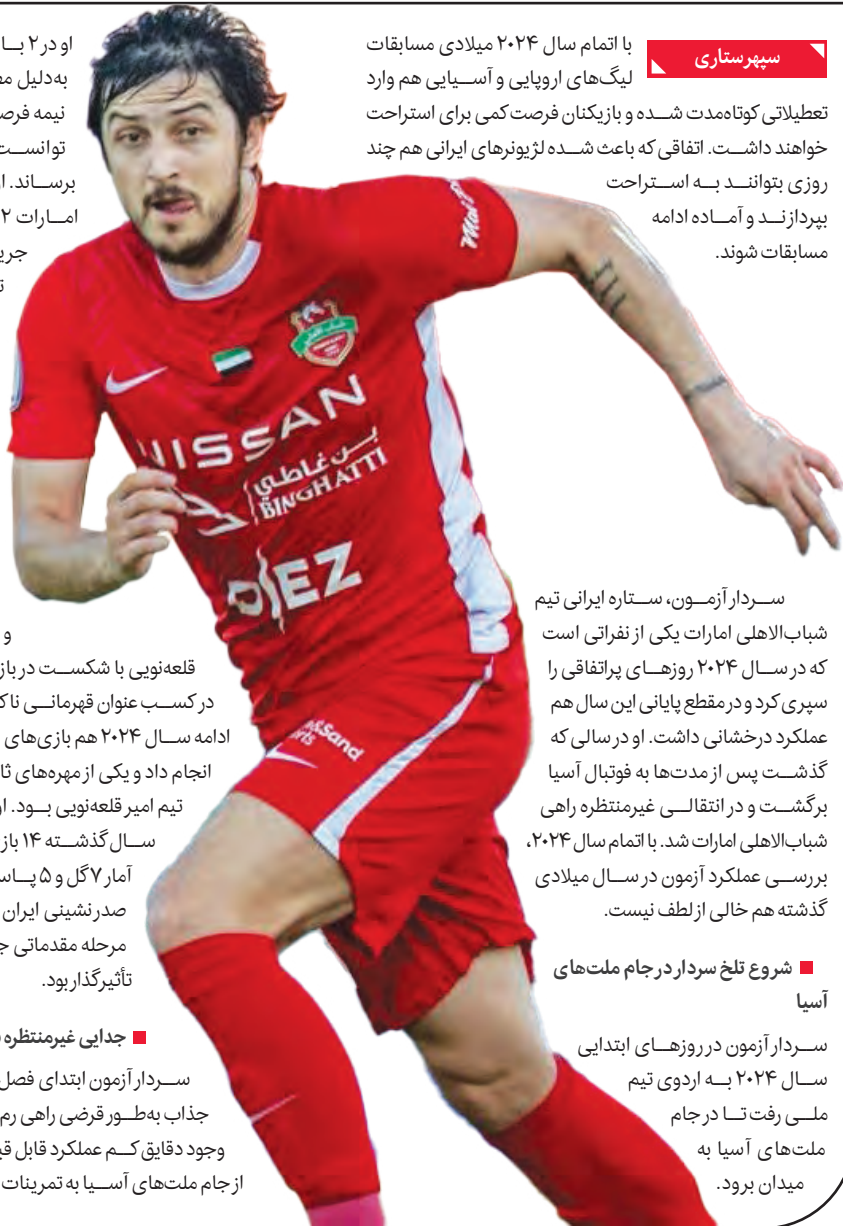 سپهرستاری
با اتمام سال ۲۰۲۴ میلادی مسابقات
لیگ‌های اروپایی و آسیایی هم وارد
تعطیلاتی کوتاه‌مدت شده و بازیکنان فرصت کمی برای استراحت
خواهند داشت. اتفاقی که باعث شده لژیونرهای ایرانی هم چند
روزی بتوانند به استراحت
بپردازند و آماده ادامه
مسابقات شوند.
سردار آزمون، ستاره ایرانی تیم
شباب‌الاهلی امارات یکی از نفراتی است
که در سال ۲۰۲۴ روزهای پراتفاقی را
سپری کرد و در مقطع پایانی این سال هم
عملکرد درخشانی داشت. او در سالی که
گذشت پس از مدت‌ها به فوتبال آسیا
برگشت و در انتقالی غیرمنتظره راهی
شباب‌الاهلی امارات شد. با اتمام سال ۲۰۲۴،
بررسی عملکرد آزمون در سال میلادی
گذشته هم خالی از لطف نیست.
شروع تلخ سردار در جام ملت‌های
آسیا
سردار آزمون در روزهای ابتدایی
سال ۲۰۲۴ به اردوی تیم
ملی رفت تا در جام
ملت‌های آسیا به
میدان برود.
او در ۲
به‌دلیل
نیمه
توانست
برساند.
امارات ۲
و
قلعه‌نویی با شکست در
در کسب عنوان قهرمانی
ادامه سال ۲۰۲۴ هم بازی‌های
انجام داد و یکی از مهره‌های
تیم امیر قلعه‌نویی بود.
سال گذشته ۱۴
آمار ۷ گل و ۵
صدرنشینی ایران
مرحله مقدماتی
تأثیرگذار بود.
جدایی غیرمنتظره
سردار آزمون ابتدای فصل
جذاب به‌طور قرضی راهی
وجود دقایق کم عملکرد قابل
از جام ملت‌های آسیا به تمرینات
NISSAN
بن غاطي
BINGHATTI
DIEZ